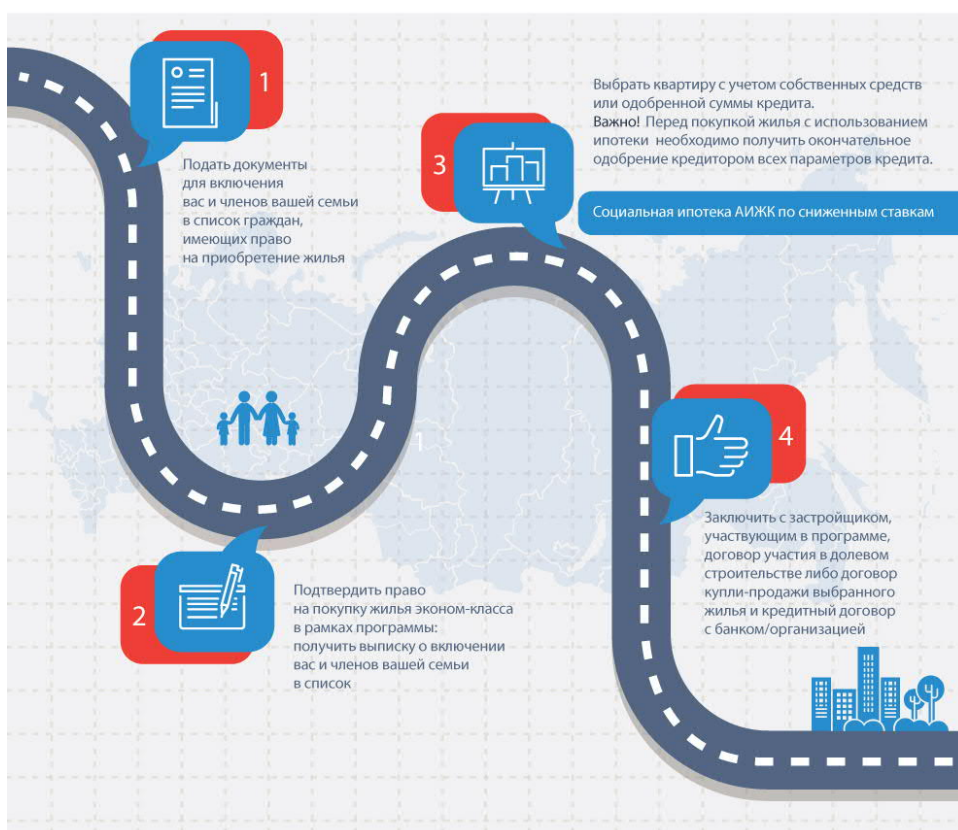 1
Подать документы
для включения
вас и членов вашей семьи
в список граждан,
имеющих право
на приобретение жилья
2
Подтвердить право
на покупку жилья эконом-класса
в рамках программы:
получить выписку о включении
вас и членов вашей семьи
в список
3
Выбрать квартиру с учетом собственных средств
или одобренной суммы кредита.
Важно! Перед покупкой жилья с использованием
ипотеки необходимо получить окончательное
одобрение кредитором всех параметров кредита.
Социальная ипотека АИЖК по сниженным ставкам
1
4
Заключить с застройщиком,
участвующим в программе,
договор участия в долевом
строительстве либо договор
купли-продажи выбранного
жилья и кредитный договор
с банком/организацией